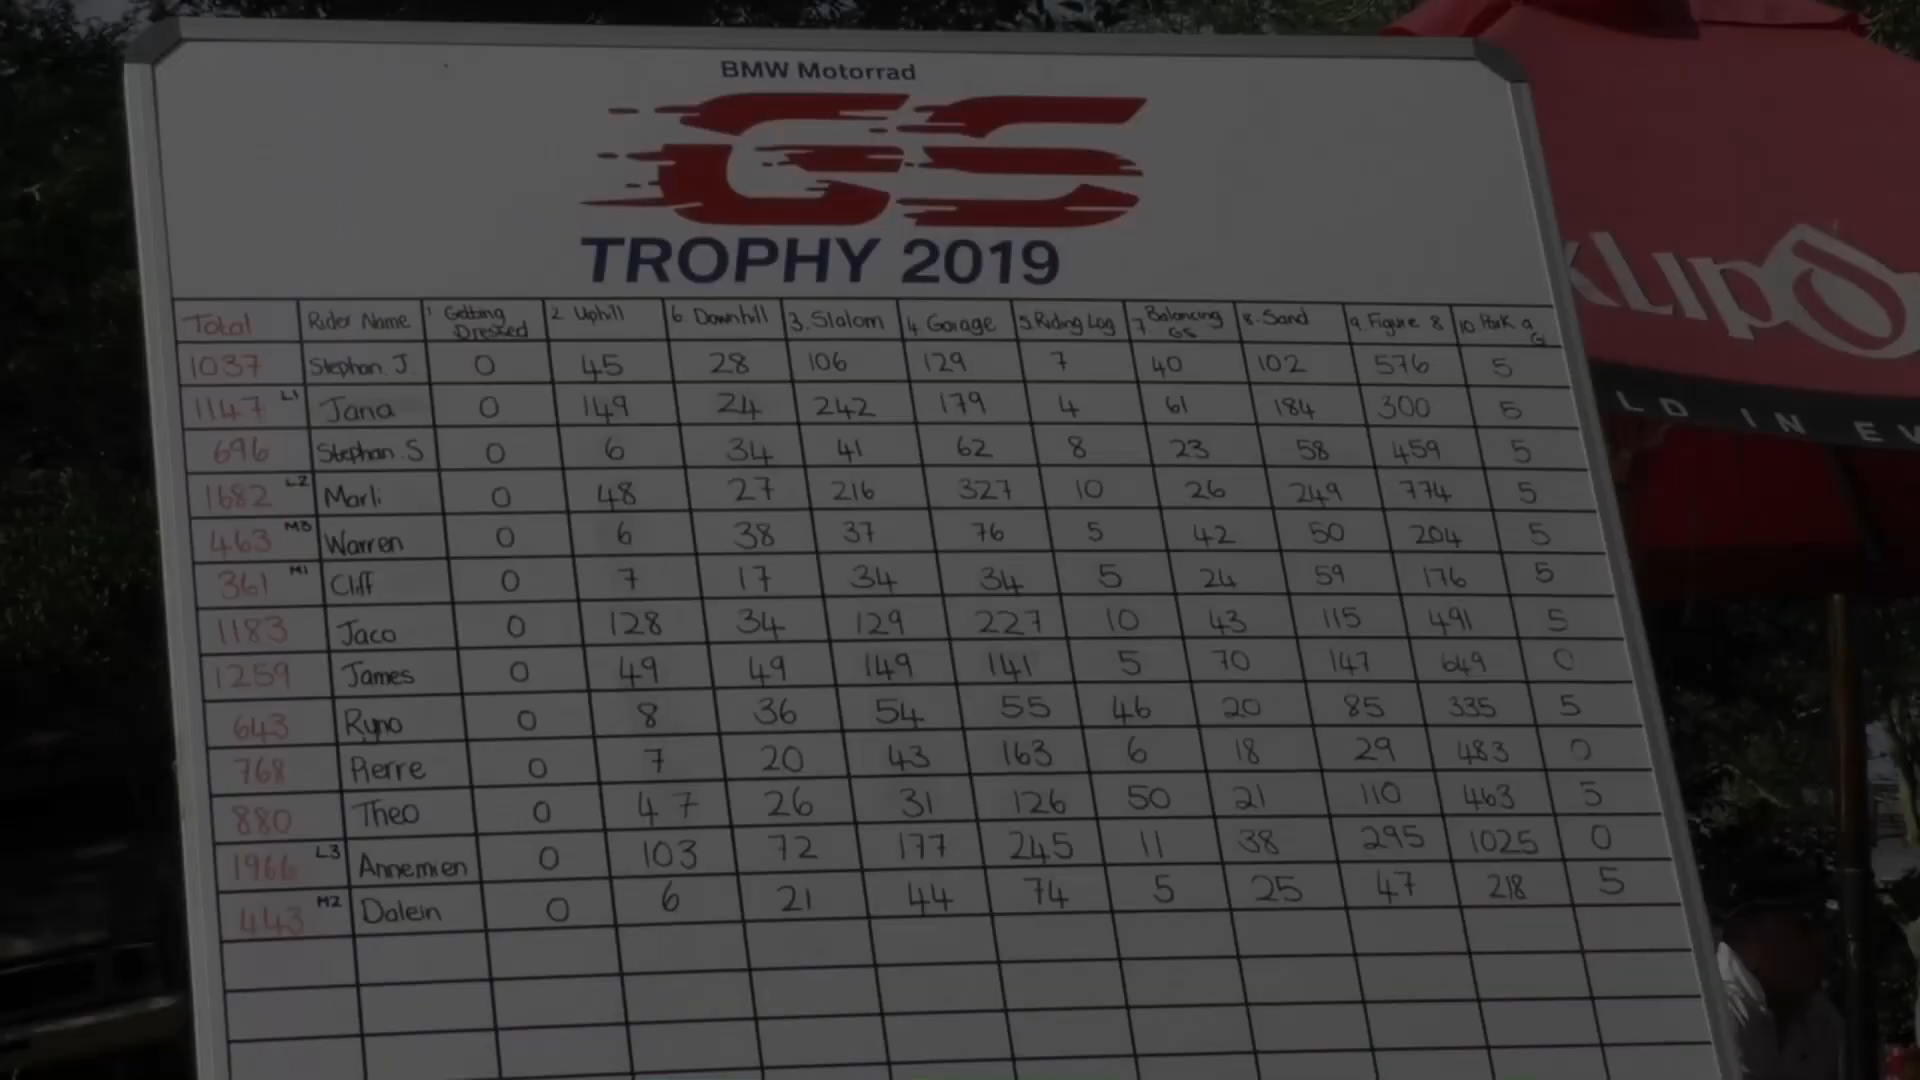 BMW Motorrad
GS
TROPHY 2019
Total Rider Name 1 Getting Dressed 2 Uphill 6 Downhill 3. Slalom 4. Garage 5. Riding Log 7. Balancing GS 8. Sand 9. Figure 8 10. Park a G
1037 Stephan. J. 0 45 28 106 129 7 40 102 576 5
1147 L1 Jana 0 149 24 242 179 4 61 184 300 5
696 Stephan. S 0 6 34 41 62 8 23 58 459 5
1682 L2 Marli 0 48 27 216 327 10 26 249 774 5
463 M3 Warren 0 6 38 37 76 5 42 50 204 5
361 M1 Cliff 0 7 17 34 34 5 24 59 176 5
1183 Jaco 0 128 34 129 227 10 43 115 491 5
1259 James 0 49 49 149 141 5 70 147 649 0
643 Ryno 0 8 36 54 55 46 20 85 335 5
768 Pierre 0 7 20 43 163 6 18 29 483 0
880 Theo 0 47 26 31 126 50 21 110 463 5
1966 L3 Annemien 0 103 72 177 245 11 38 295 1025 0
443 M2 Dalein 0 6 21 44 74 5 25 47 218 5
LD IN EV